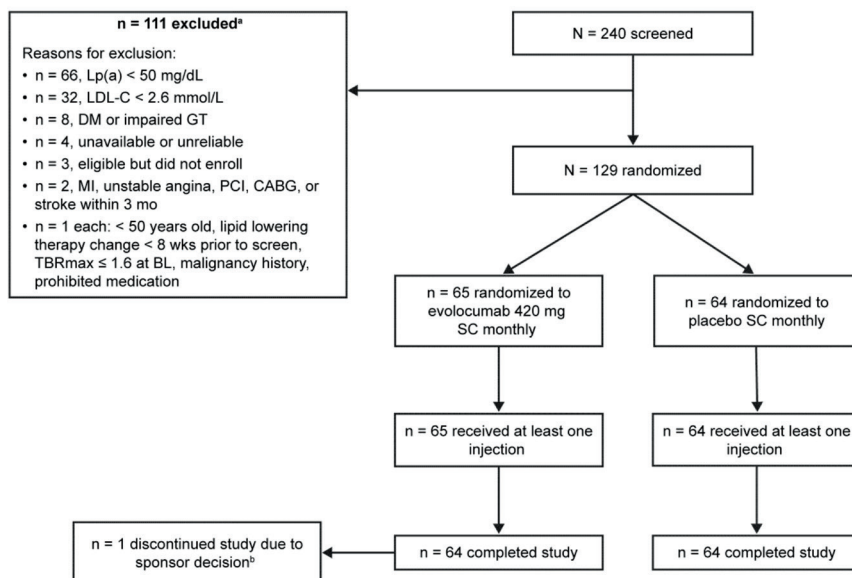 n = 111 excludedᵃ
Reasons for exclusion:
• n = 66, Lp(a) < 50 mg/dL
• n = 32, LDL-C < 2.6 mmol/L
• n = 8, DM or impaired GT
• n = 4, unavailable or unreliable
• n = 3, eligible but did not enroll
• n = 2, MI, unstable angina, PCI, CABG, or
stroke within 3 mo
• n = 1 each: < 50 years old, lipid lowering
therapy change < 8 wks prior to screen,
TBRmax ≤ 1.6 at BL, malignancy history,
prohibited medication
N = 240 screened
N = 129 randomized
n = 65 randomized to
evolocumab 420 mg
SC monthly
n = 64 randomized to
placebo SC monthly
n = 65 received at least one
injection
n = 64 received at least one
injection
n = 1 discontinued study due to
sponsor decisionᵇ
n = 64 completed study
n = 64 completed study